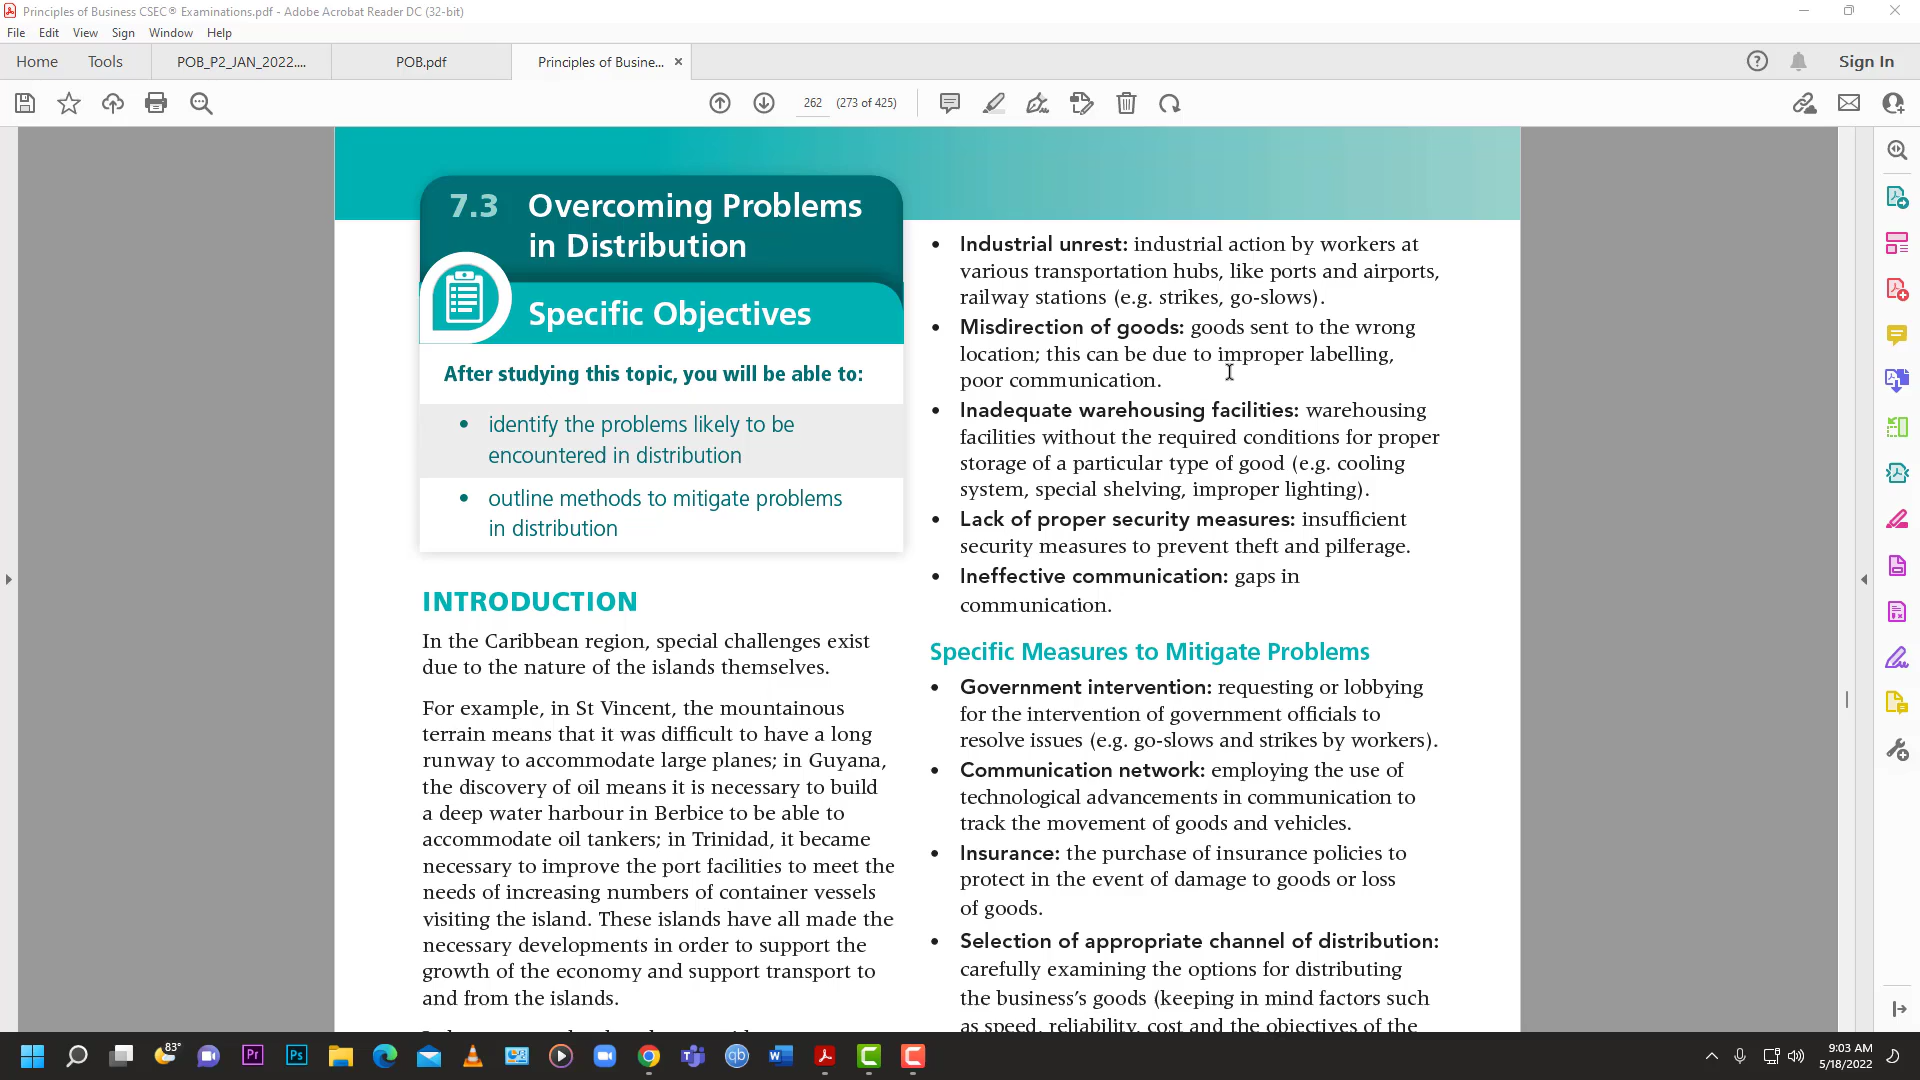 Principles of Business CSEC® Examinations.pdf - Adobe Acrobat Reader DC (32-bit)
File Edit View Sign Window Help
Home Tools POB_P2_JAN_2022.... POB.pdf Principles of Busine... × Sign In
262 (273 of 425)
7.3 Overcoming Problems
in Distribution
Specific Objectives
After studying this topic, you will be able to:
• identify the problems likely to be
encountered in distribution
• outline methods to mitigate problems
in distribution
INTRODUCTION
In the Caribbean region, special challenges exist
due to the nature of the islands themselves.
For example, in St Vincent, the mountainous
terrain means that it was difficult to have a long
runway to accommodate large planes; in Guyana,
the discovery of oil means it is necessary to build
a deep water harbour in Berbice to be able to
accommodate oil tankers; in Trinidad, it became
necessary to improve the port facilities to meet the
needs of increasing numbers of container vessels
visiting the island. These islands have all made the
necessary developments in order to support the
growth of the economy and support transport to
and from the islands.
• Industrial unrest: industrial action by workers at
various transportation hubs, like ports and airports,
railway stations (e.g. strikes, go-slows).
• Misdirection of goods: goods sent to the wrong
location; this can be due to improper labelling,
poor communication.
• Inadequate warehousing facilities: warehousing
facilities without the required conditions for proper
storage of a particular type of good (e.g. cooling
system, special shelving, improper lighting).
• Lack of proper security measures: insufficient
security measures to prevent theft and pilferage.
• Ineffective communication: gaps in
communication.
Specific Measures to Mitigate Problems
• Government intervention: requesting or lobbying
for the intervention of government officials to
resolve issues (e.g. go-slows and strikes by workers).
• Communication network: employing the use of
technological advancements in communication to
track the movement of goods and vehicles.
• Insurance: the purchase of insurance policies to
protect in the event of damage to goods or loss
of goods.
• Selection of appropriate channel of distribution:
carefully examining the options for distributing
the business's goods (keeping in mind factors such
as speed, reliability, cost and the objectives of the
83°
Pr Ps qb
9:03 AM
5/18/2022